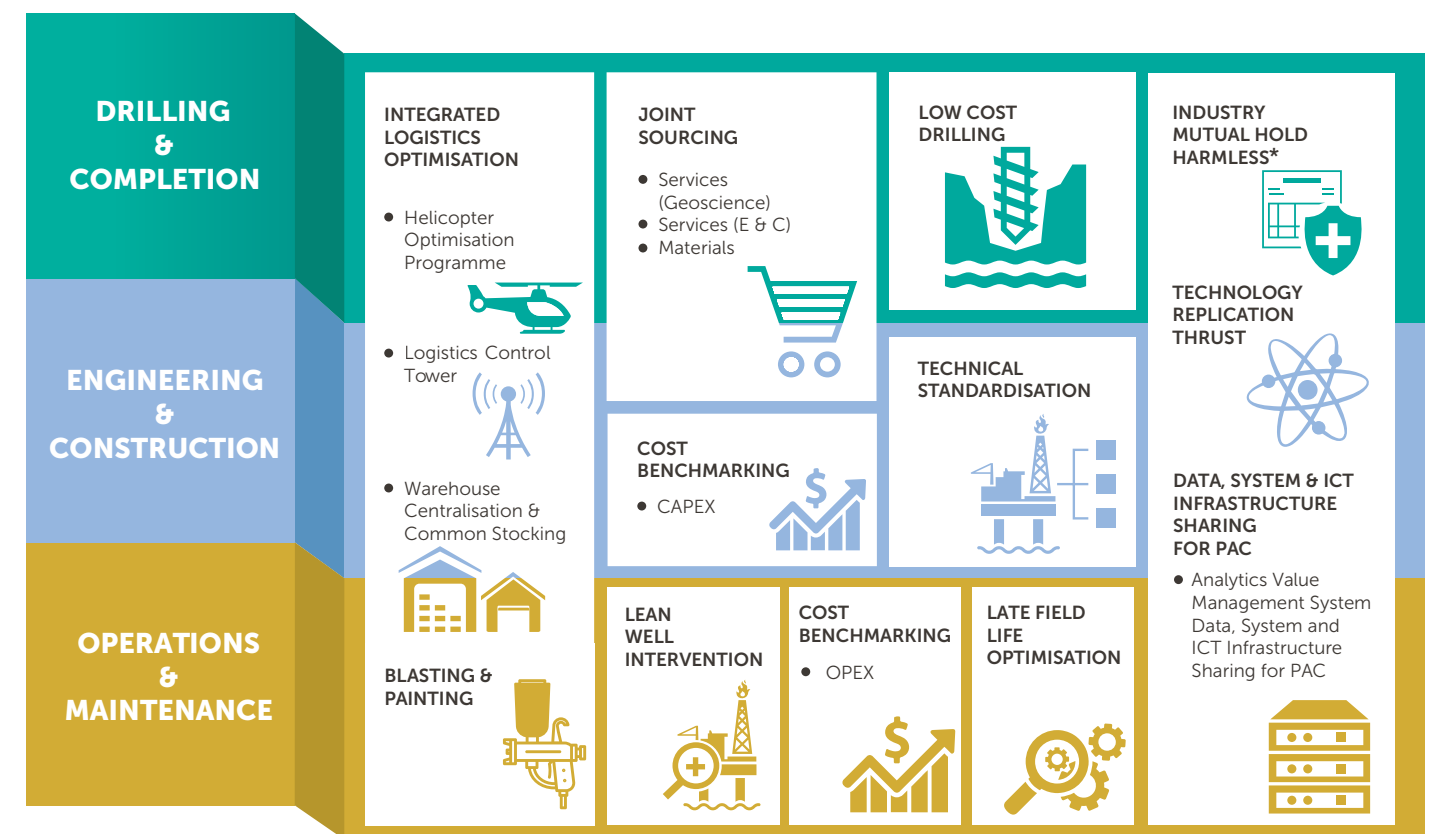 DRILLING
&
COMPLETION
ENGINEERING
&
CONSTRUCTION
OPERATIONS
&
MAINTENANCE
INTEGRATED
LOGISTICS
OPTIMISATION
• Helicopter
Optimisation
Programme
• Logistics Control
Tower
• Warehouse
Centralisation &
Common Stocking
BLASTING &
PAINTING
JOINT
SOURCING
• Services
(Geoscience)
• Services (E & C)
• Materials
COST
BENCHMARKING
• CAPEX
$
LOW COST
DRILLING
TECHNICAL
STANDARDISATION
LEAN
WELL
INTERVENTION
COST
BENCHMARKING
• OPEX
$
LATE FIELD
LIFE
OPTIMISATION
INDUSTRY
MUTUAL HOLD
HARMLESS*
TECHNOLOGY
REPLICATION
THRUST
DATA, SYSTEM & ICT
INFRASTRUCTURE
SHARING
FOR PAC
• Analytics Value
Management System
Data, System and
ICT Infrastructure
Sharing for PAC